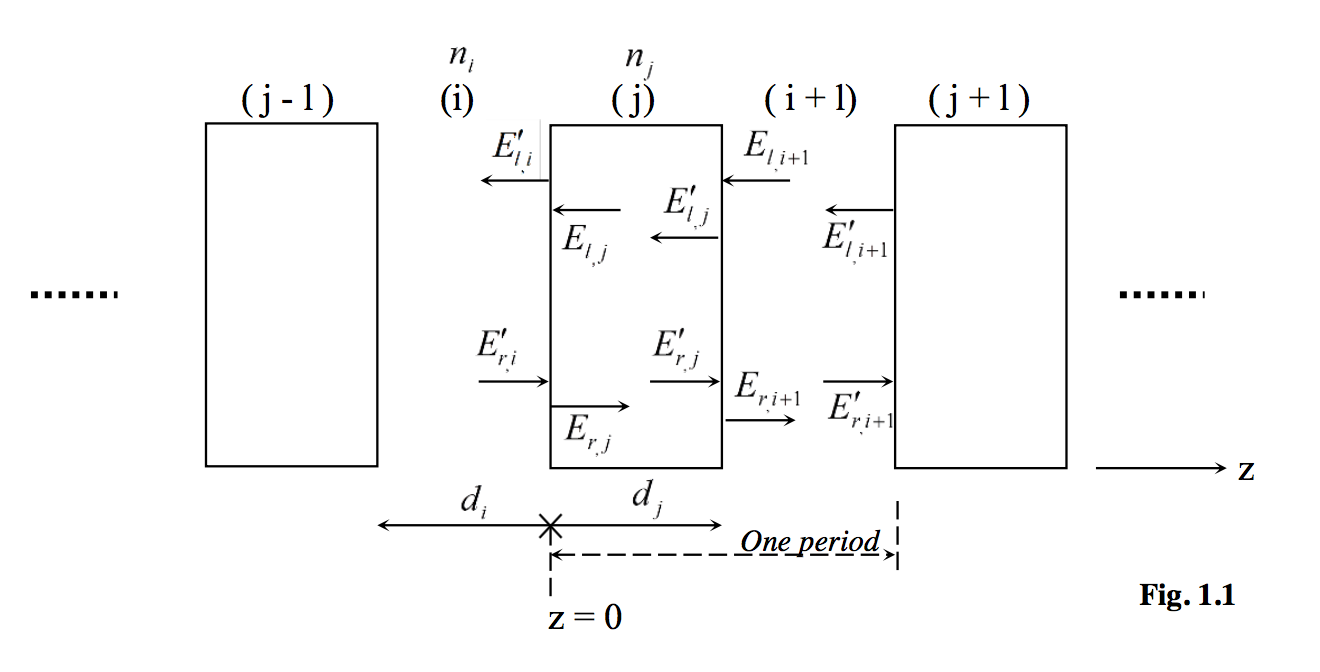 n_i n_j
(j-1) (i) (j) (i+1) (j+1)
E'_{l,i} E_{l,i+1}
E'_{l,j}
E_{l,j} E'_{l,i+1}
E'_{r,i} E'_{r,j}
E_{r,i+1}
E_{r,j} E'_{r,i+1}
z
d_i d_j
One period
z = 0
Fig. 1.1